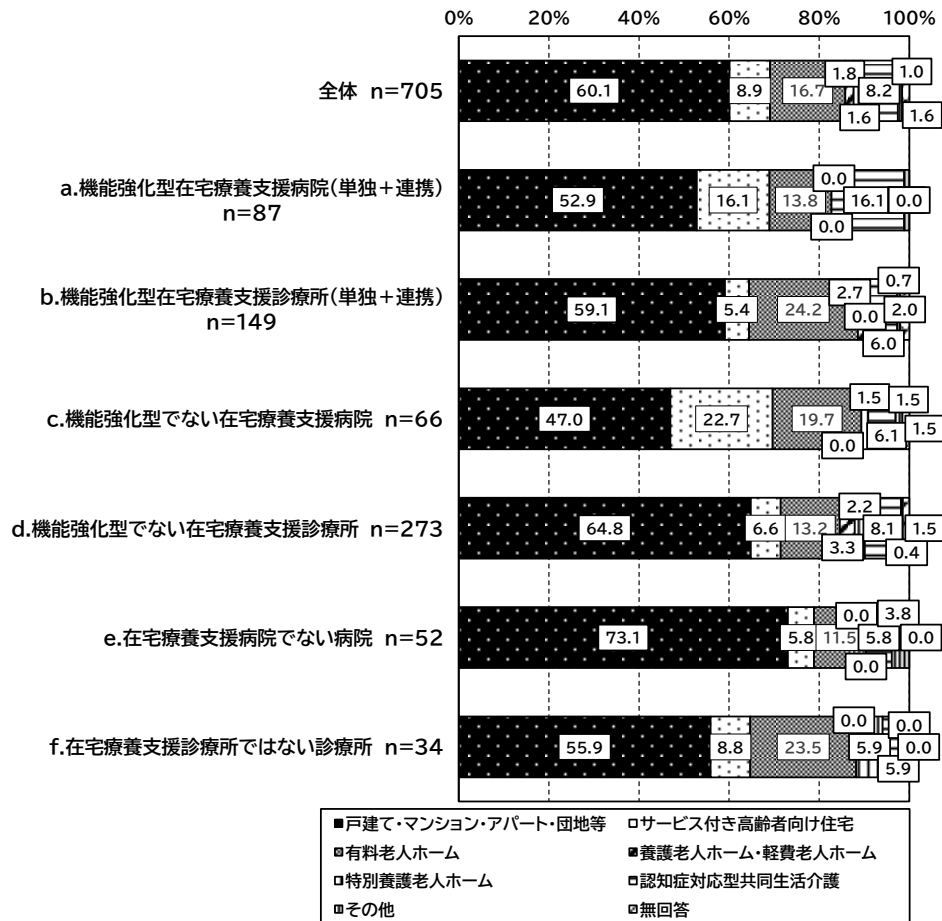 0% 20% 40% 60% 80% 100%
全体 n=705
60.1 8.9 16.7 1.8 1.6 8.2 1.0 1.6
a.機能強化型在宅療養支援病院(単独+連携)
n=87
52.9 16.1 13.8 0.0 0.0 16.1 0.0
b.機能強化型在宅療養支援診療所(単独+連携)
n=149
59.1 5.4 24.2 2.7 0.0 6.0 0.7 2.0
c.機能強化型でない在宅療養支援病院 n=66
47.0 22.7 19.7 0.0 1.5 6.1 1.5 1.5
d.機能強化型でない在宅療養支援診療所 n=273
64.8 6.6 13.2 3.3 2.2 8.1 0.4 1.5
e.在宅療養支援病院でない病院 n=52
73.1 5.8 11.5 0.0 0.0 5.8 3.8 0.0
f.在宅療養支援診療所ではない診療所 n=34
55.9 8.8 23.5 0.0 5.9 5.9 0.0 0.0
戸建て・マンション・アパート・団地等 サービス付き高齢者向け住宅
有料老人ホーム 養護老人ホーム・軽費老人ホーム
特別養護老人ホーム 認知症対応型共同生活介護
その他 無回答